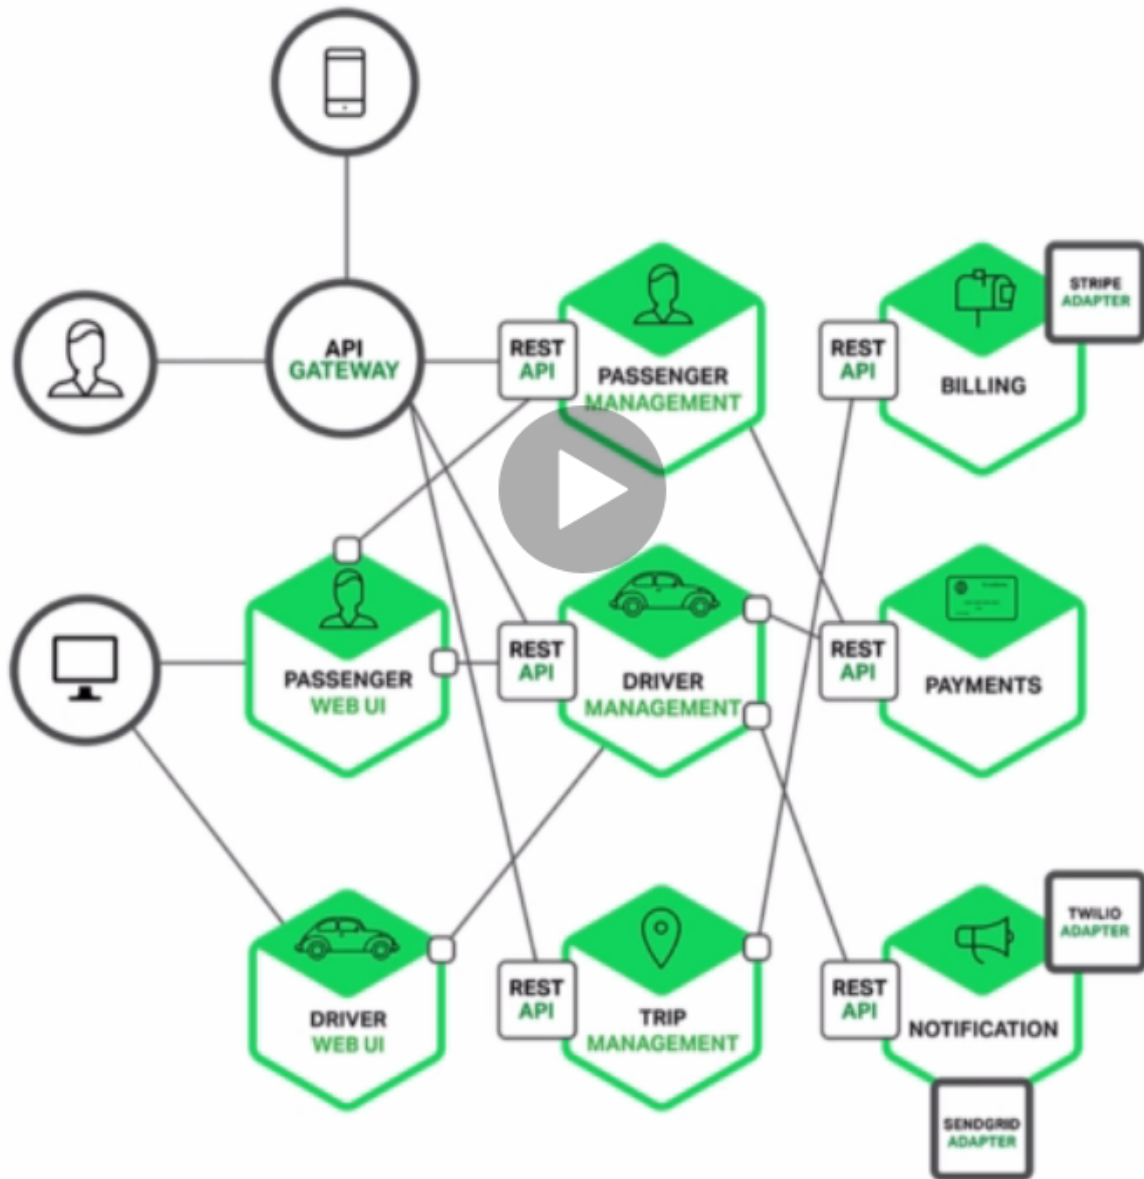 API
GATEWAY
REST
API
PASSENGER
MANAGEMENT
REST
API
BILLING
STRIPE
ADAPTER
PASSENGER
WEB UI
REST
API
DRIVER
MANAGEMENT
REST
API
PAYMENTS
DRIVER
WEB UI
REST
API
TRIP
MANAGEMENT
REST
API
NOTIFICATION
TWILIO
ADAPTER
SENDGRID
ADAPTER